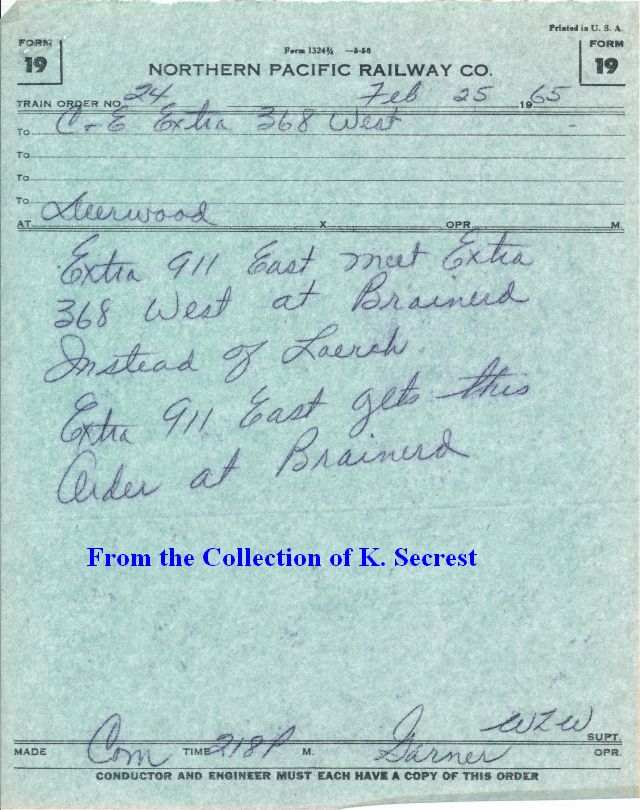 Printed in U. S. A.
FORM 19
Form 1324¾ —5-56
FORM 19
NORTHERN PACIFIC RAILWAY CO.
TRAIN ORDER NO. 24 Feb 25 1965
To C+E Extra 368 West
To
To
To
AT Deerwood X OPR. M.
Extra 911 East meet Extra
368 West at Brainerd
Instead of Loerch
Extra 911 East gets this
Order at Brainerd
From the Collection of K. Secrest
WZW SUPT.
MADE Com TIME 218P M. Garner OPR.
CONDUCTOR AND ENGINEER MUST EACH HAVE A COPY OF THIS ORDER